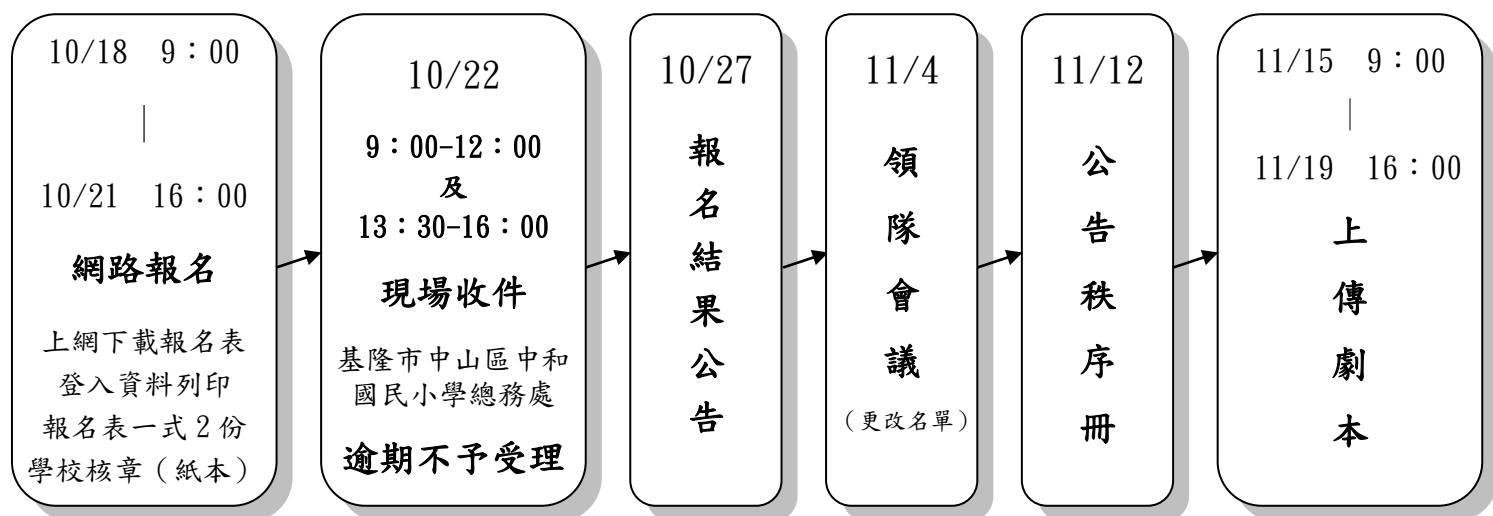 10/18 9：00
｜
10/21 16：00
網路報名
上網下載報名表
登入資料列印
報名表一式2份
學校核章（紙本）
10/22
9：00-12：00
及
13：30-16：00
現場收件
基隆市中山區中和
國民小學總務處
逾期不予受理
10/27
報名結果公告
11/4
領隊會議
（更改名單）
11/12
公告秩序冊
11/15 9：00
｜
11/19 16：00
上傳劇本